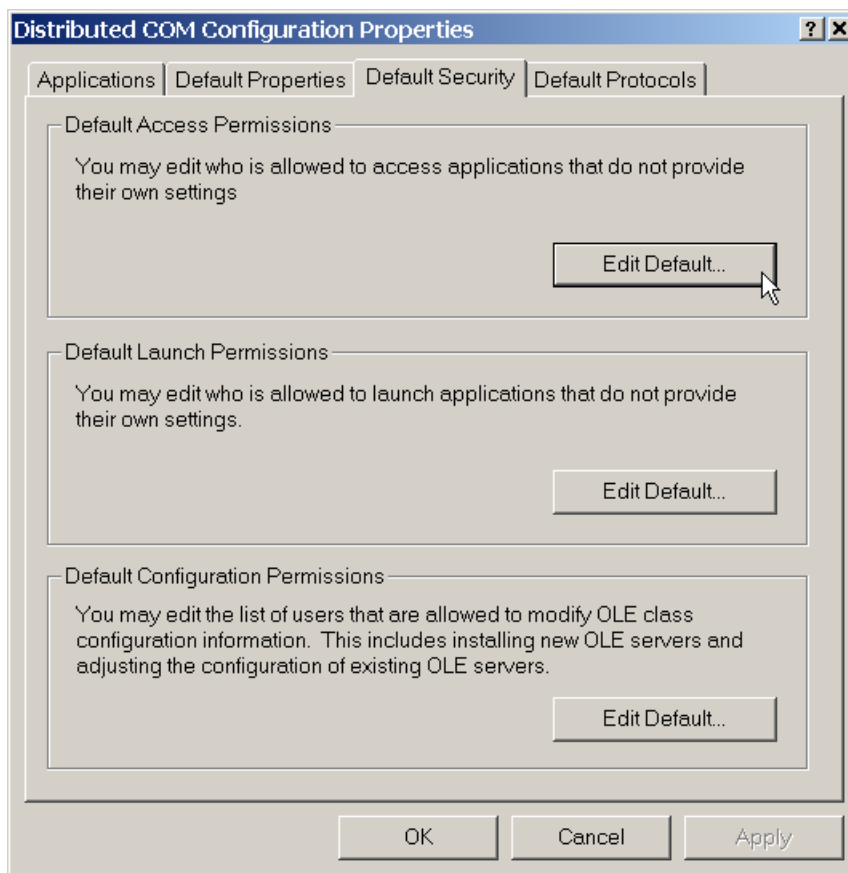 Distributed COM Configuration Properties
Applications Default Properties Default Security Default Protocols
Default Access Permissions
You may edit who is allowed to access applications that do not provide
their own settings
Edit Default...
Default Launch Permissions
You may edit who is allowed to launch applications that do not provide
their own settings.
Edit Default...
Default Configuration Permissions
You may edit the list of users that are allowed to modify OLE class
configuration information.  This includes installing new OLE servers and
adjusting the configuration of existing OLE servers.
Edit Default...
OK Cancel Apply